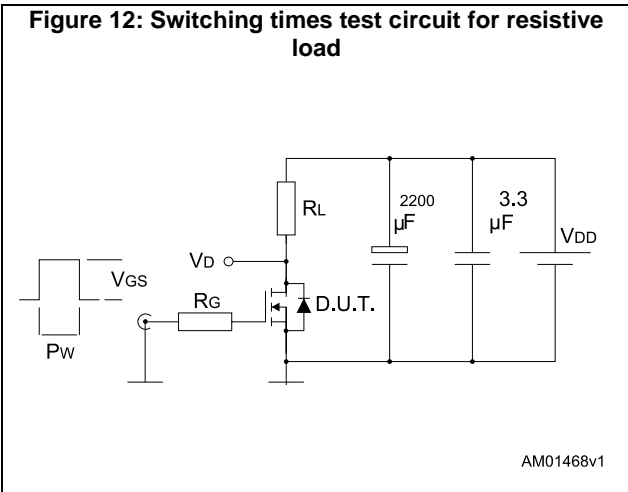 Figure 12: Switching times test circuit for resistive
load
RL
2200
µF
3.3
µF
VDD
VD
VGS
RG
D.U.T.
PW
AM01468v1